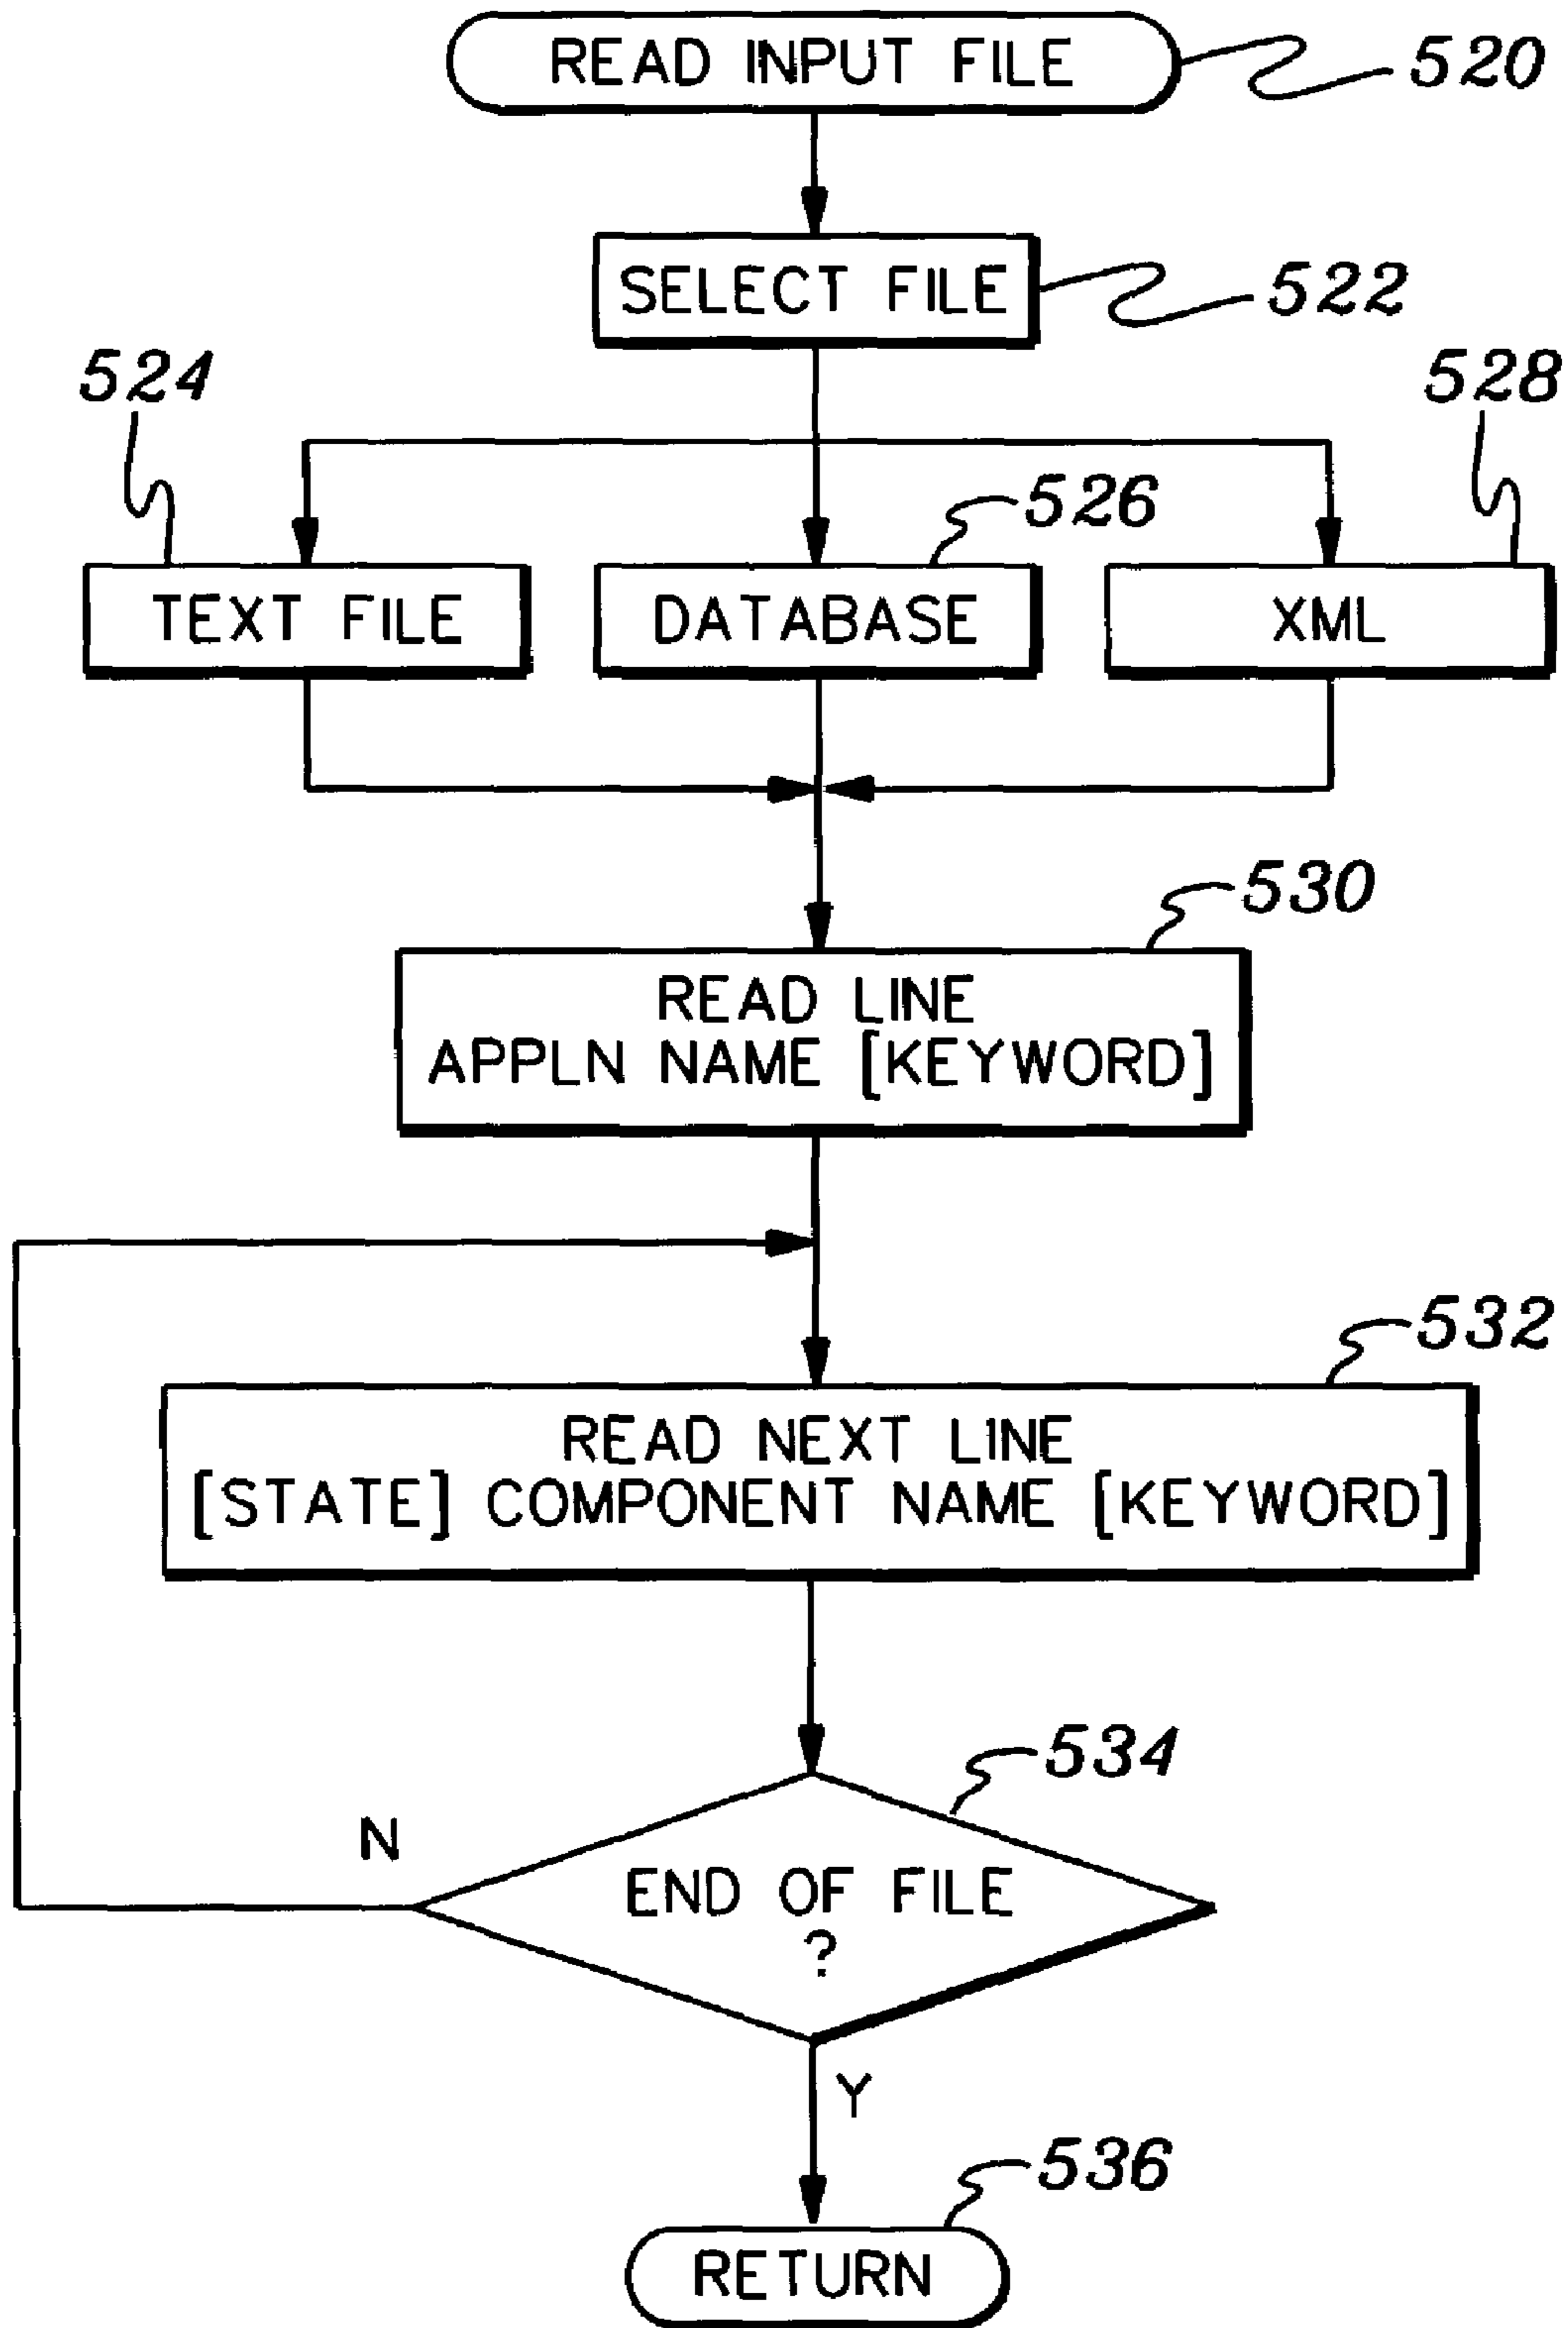 READ INPUT FILE
520
SELECT FILE
522
524
528
526
TEXT FILE
DATABASE
XML
530
READ LINE
APPLN NAME [KEYWORD]
532
READ NEXT LINE
[STATE] COMPONENT NAME [KEYWORD]
534
N
END OF FILE
?
Y
536
RETURN